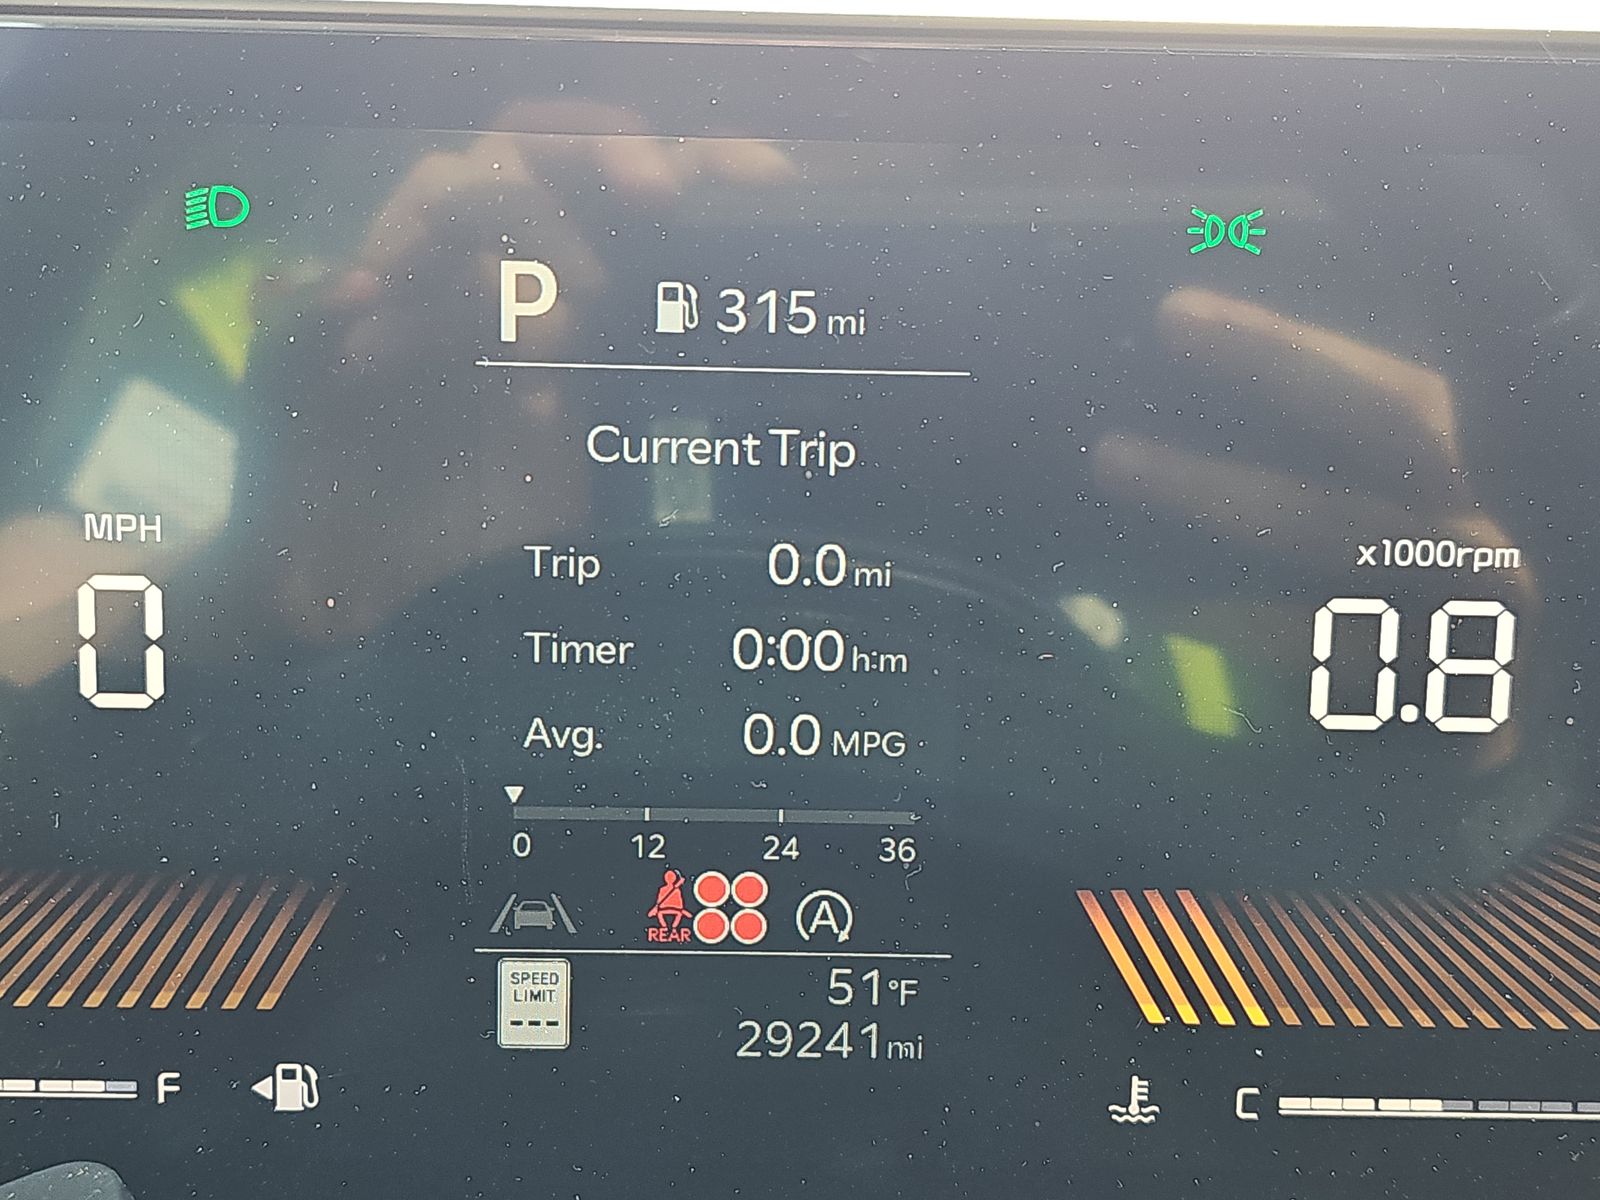 P 315 mi
Current Trip
MPH
x1000rpm
Trip 0.0 mi
0
0.8
Timer 0:00 h:m
Avg. 0.0 MPG
0 12 24 36
REAR
A
SPEED
LIMIT
---
51°F
29241 mi
F
C